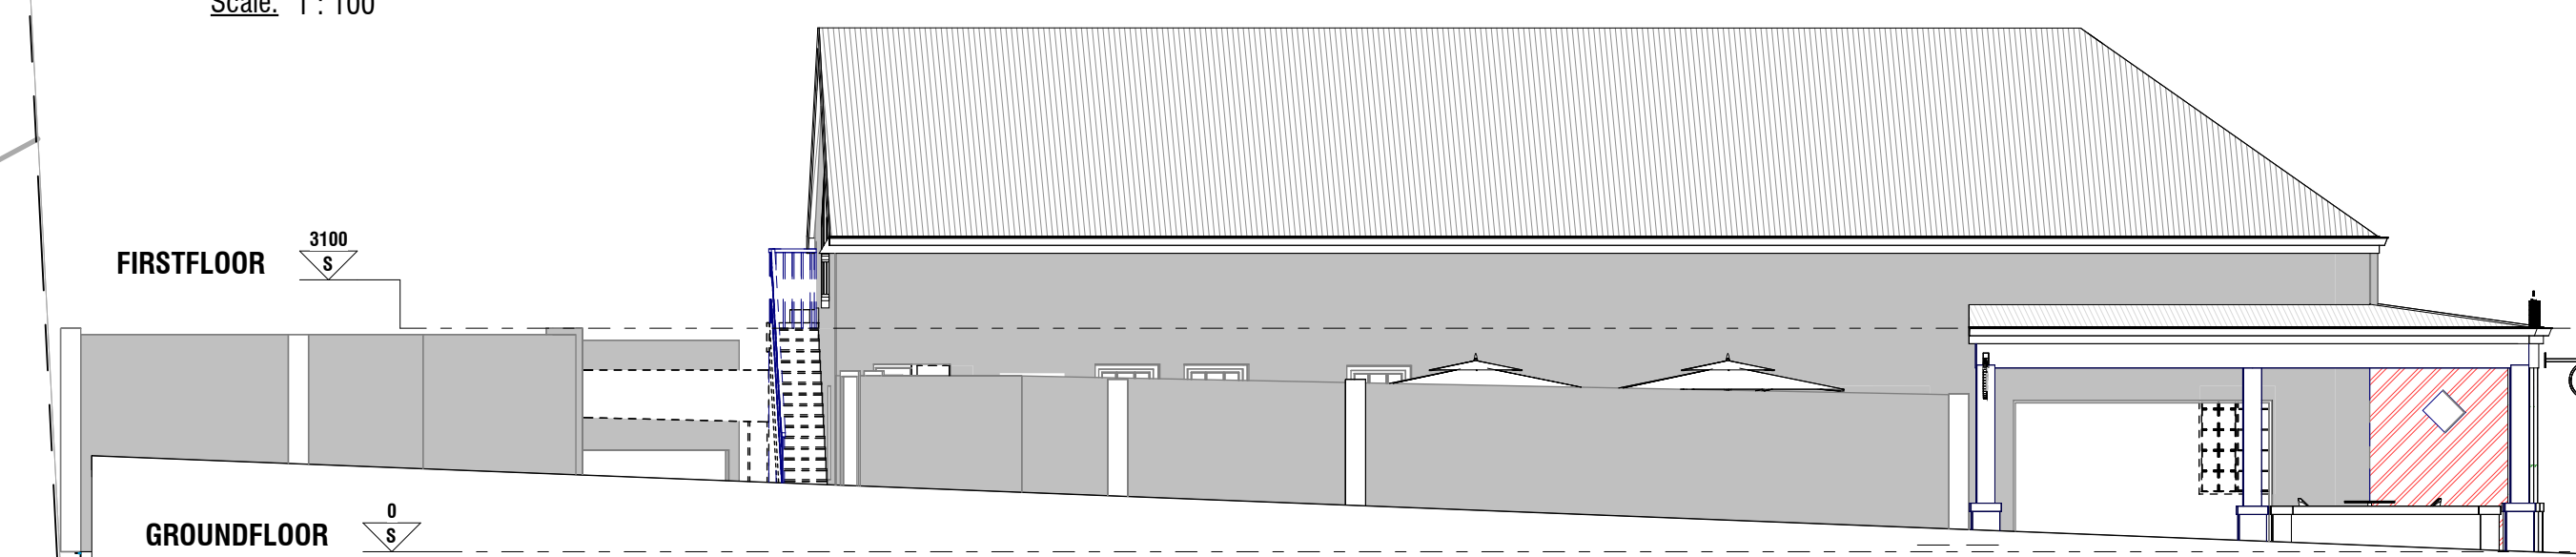 Scale: 1 : 100
3100
FIRSTFLOOR S
0
GROUNDFLOOR S